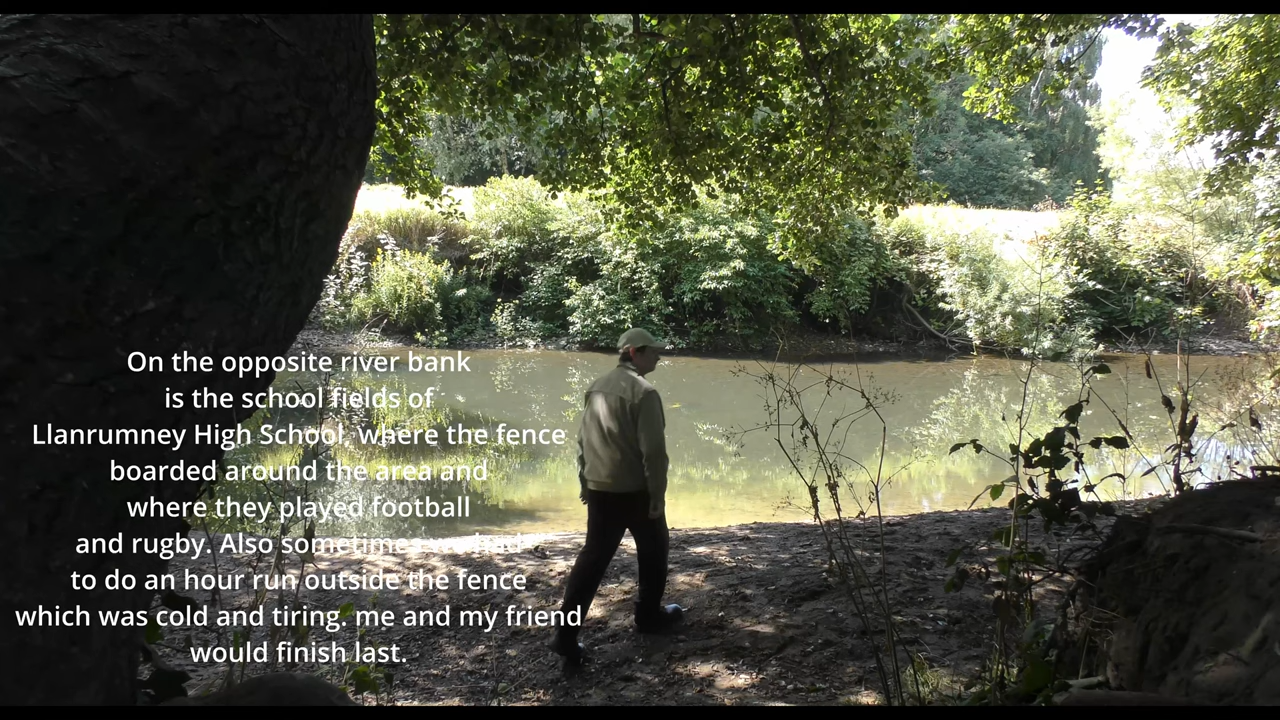 On the opposite river bank
is the school fields of
Llanrumney High School, where the fence
boarded around the area and
where they played football
and rugby. Also sometimes we had
to do an hour run outside the fence
which was cold and tiring. me and my friend
would finish last.